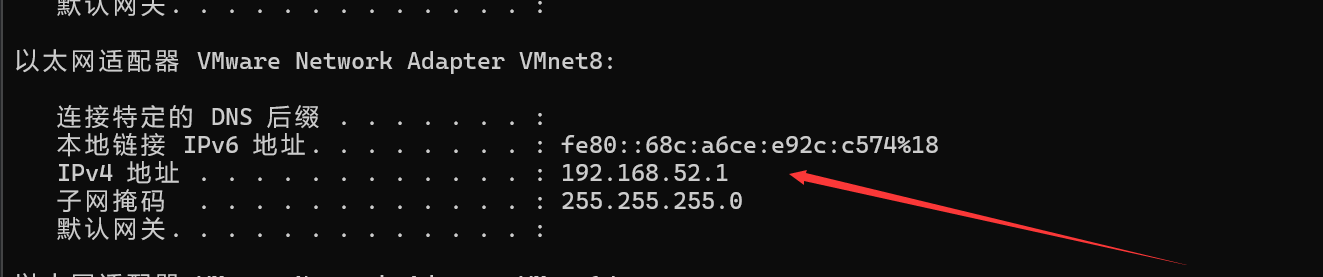 默认网关. . . . . . . . . . . . . :
以太网适配器 VMware Network Adapter VMnet8:
连接特定的 DNS 后缀 . . . . . . . :
本地链接 IPv6 地址. . . . . . . . : fe80::68c:a6ce:e92c:c574%18
IPv4 地址 . . . . . . . . . . . . : 192.168.52.1
子网掩码  . . . . . . . . . . . . : 255.255.255.0
默认网关. . . . . . . . . . . . . :